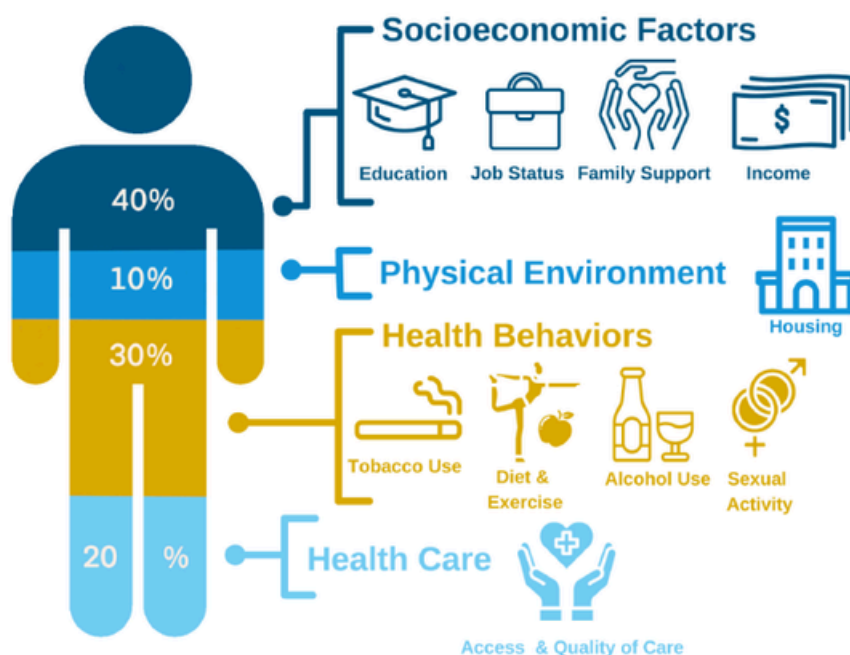 Socioeconomic Factors
$
Education
Job Status
Family Support
Income
40%
10%
Physical Environment
Housing
30%
Health Behaviors
Tobacco Use
Diet &
Exercise
Alcohol Use
Sexual
Activity
20 %
Health Care
Access & Quality of Care